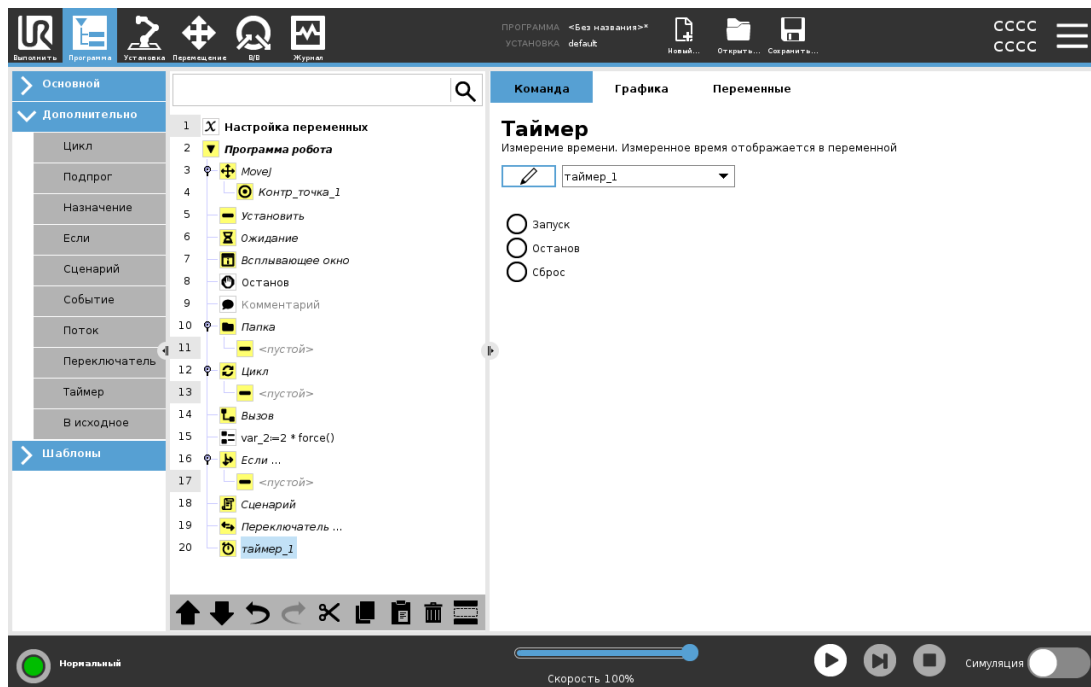 ПРОГРАММА <Без названия>*
УСТАНОВКА default
Выполнить Программа Установка Перемещение В/В Журнал
Новый... Открыть... Сохранить...
CCCC
CCCC
Основной
Дополнительно
Цикл
Подпрог
Назначение
Если
Сценарий
Событие
Поток
Переключатель
Таймер
В исходное
Шаблоны
1 Настройка переменных
2 Программа робота
3 MoveJ
4 Контр_точка_1
5 Установить
6 Ожидание
7 Всплывающее окно
8 Останов
9 Комментарий
10 Папка
11 <пустой>
12 Цикл
13 <пустой>
14 Вызов
15 var_2≔2 * force()
16 Если ...
17 <пустой>
18 Сценарий
19 Переключатель ...
20 таймер_1
Команда Графика Переменные
Таймер
Измерение времени. Измеренное время отображается в переменной
таймер_1
Запуск
Останов
Сброс
Нормальный
Скорость 100%
Симуляция